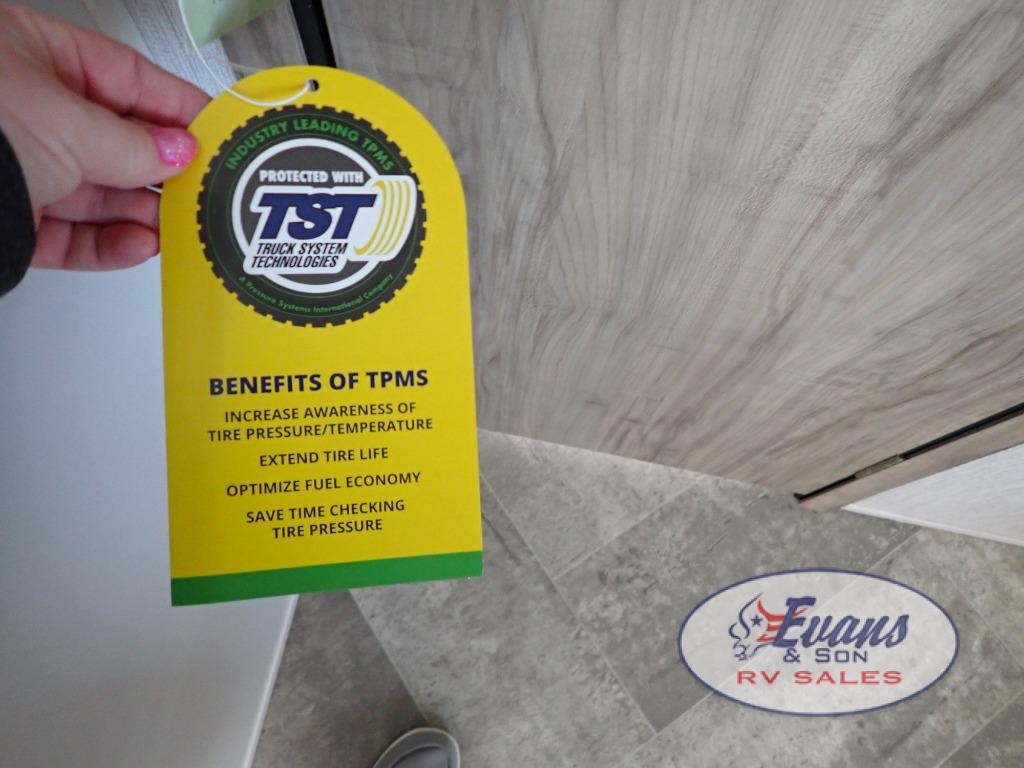 INDUSTRY LEADING TPMS
PROTECTED WITH
TST
TRUCK SYSTEM
TECHNOLOGIES
A Pressure Systems International Company
BENEFITS OF TPMS
INCREASE AWARENESS OF
TIRE PRESSURE/TEMPERATURE
EXTEND TIRE LIFE
OPTIMIZE FUEL ECONOMY
SAVE TIME CHECKING
TIRE PRESSURE
Evans
& SON
RV SALES